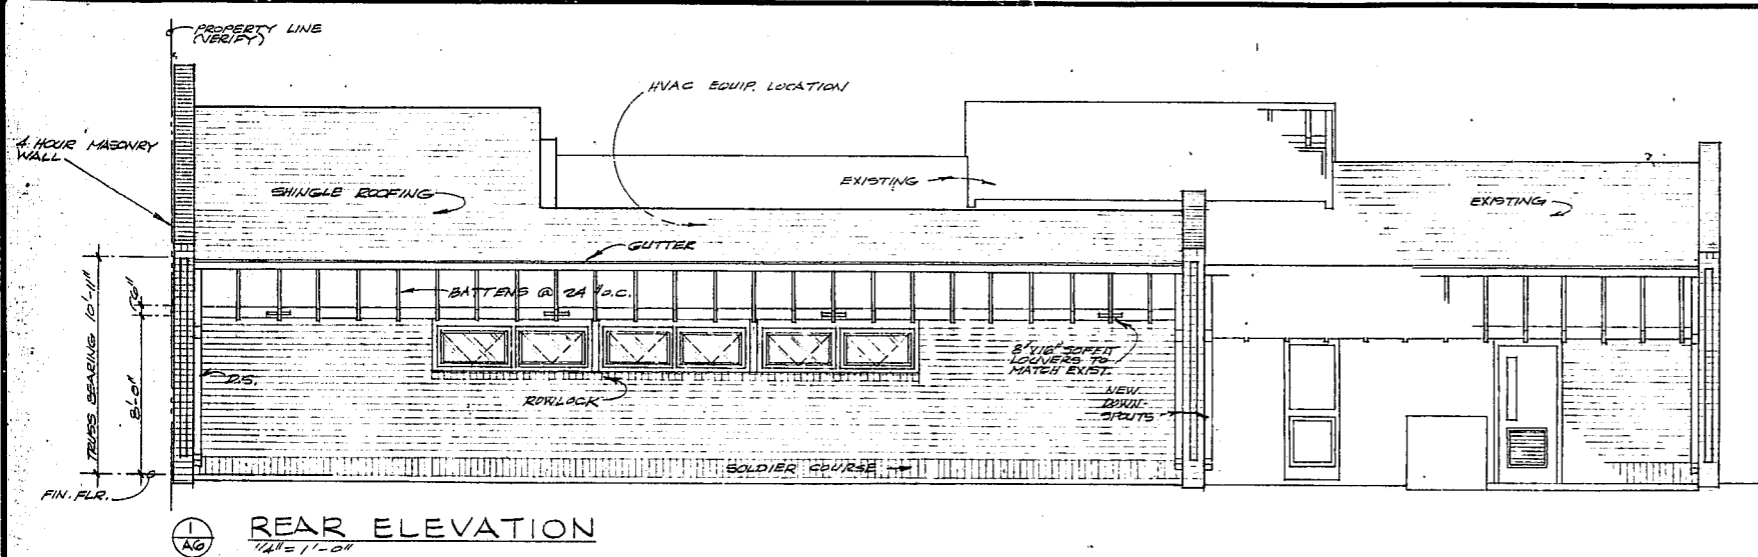 PROPERTY LINE
(VERIFY)
HVAC EQUIP. LOCATION
4 HOUR MASONRY
WALL
SHINGLE ROOFING
EXISTING
EXISTING
GUTTER
BATTENS @ 24 "o.c.
TRUSS BEARING 10'-11"
8'-0"
8"X16" SOFFIT
LOUVERS TO
MATCH EXIST.
D.S.
ROWLOCK
NEW
DOWN-
SPOUTS
SOLDIER COURSE
FIN. FLR.
1
A6
REAR ELEVATION
1/4" = 1'-0"